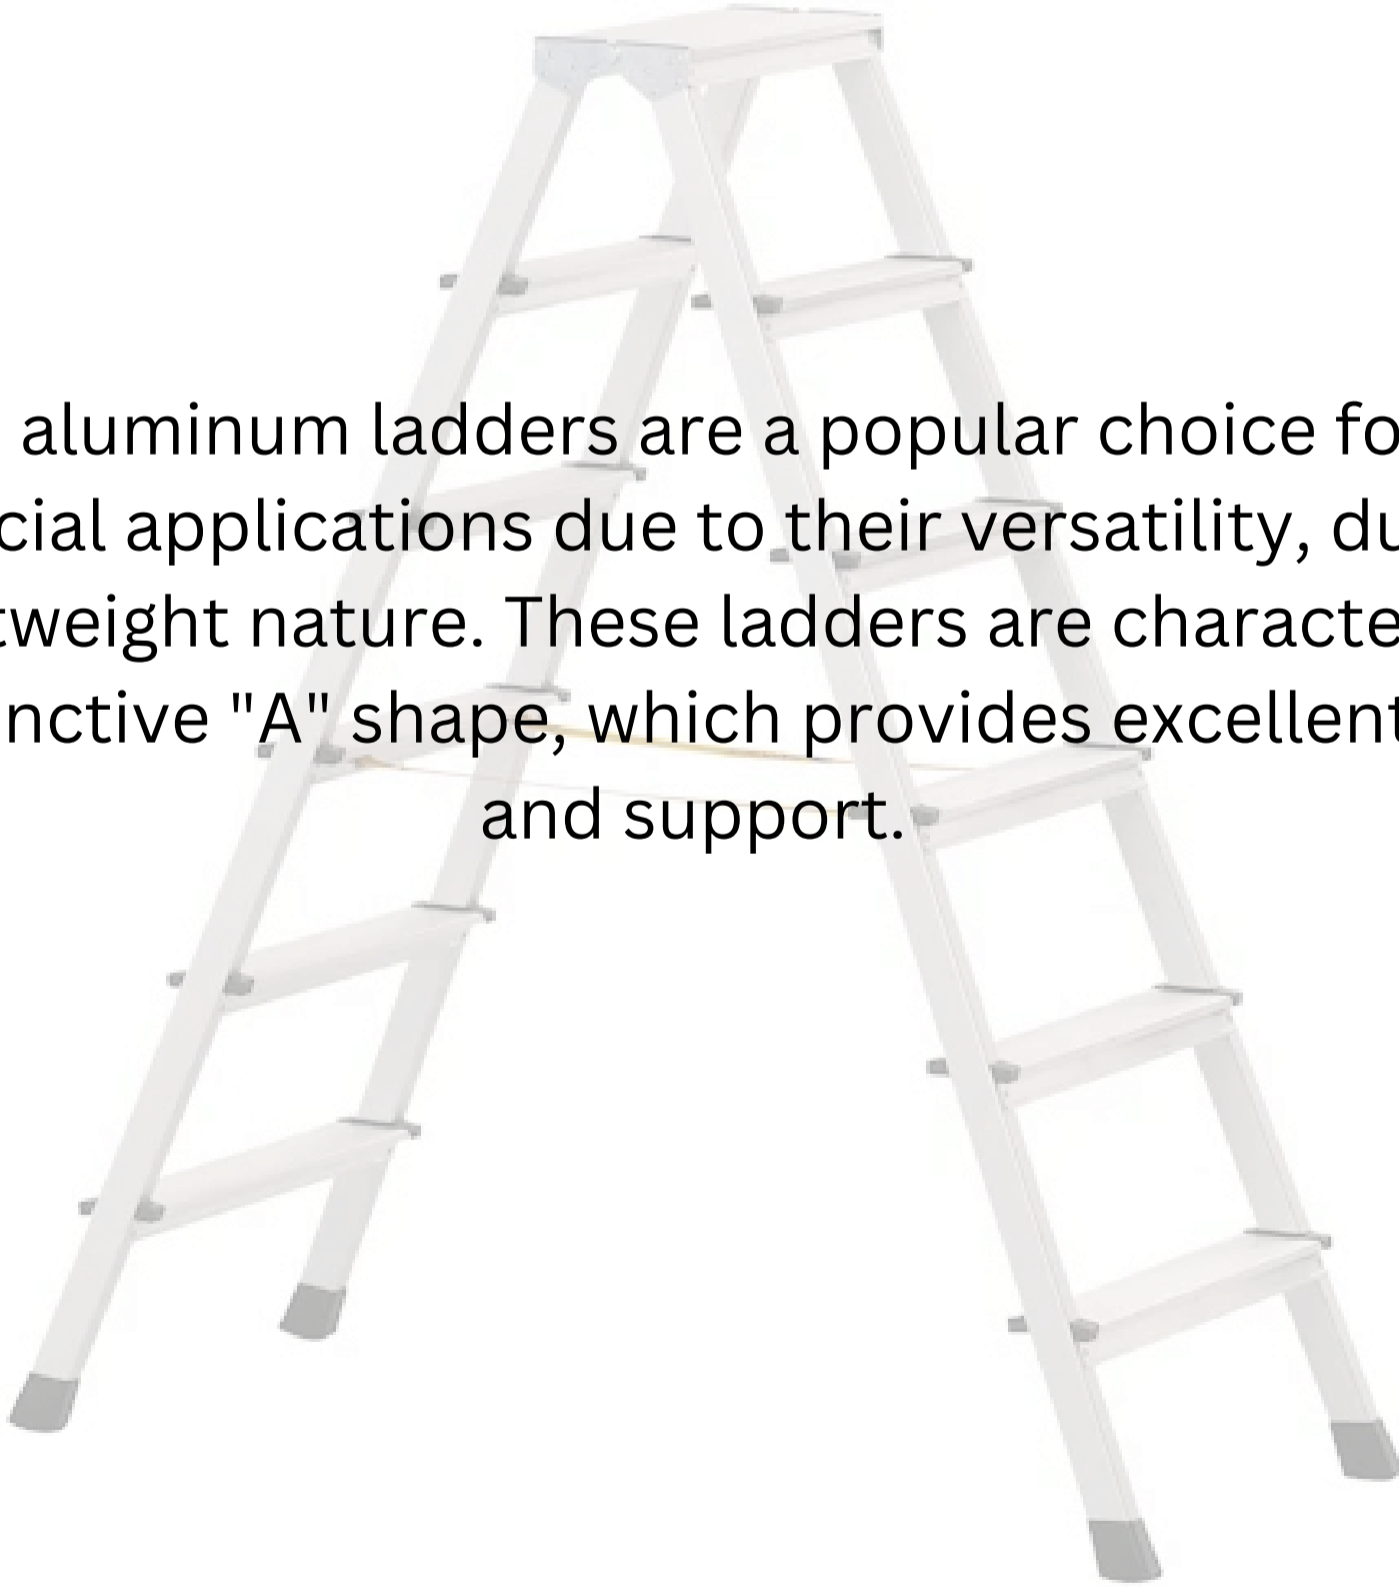 aluminum ladders are a popular choice fo
cial applications due to their versatility, du
tweight nature. These ladders are characte
nctive "A" shape, which provides excellent
and support.